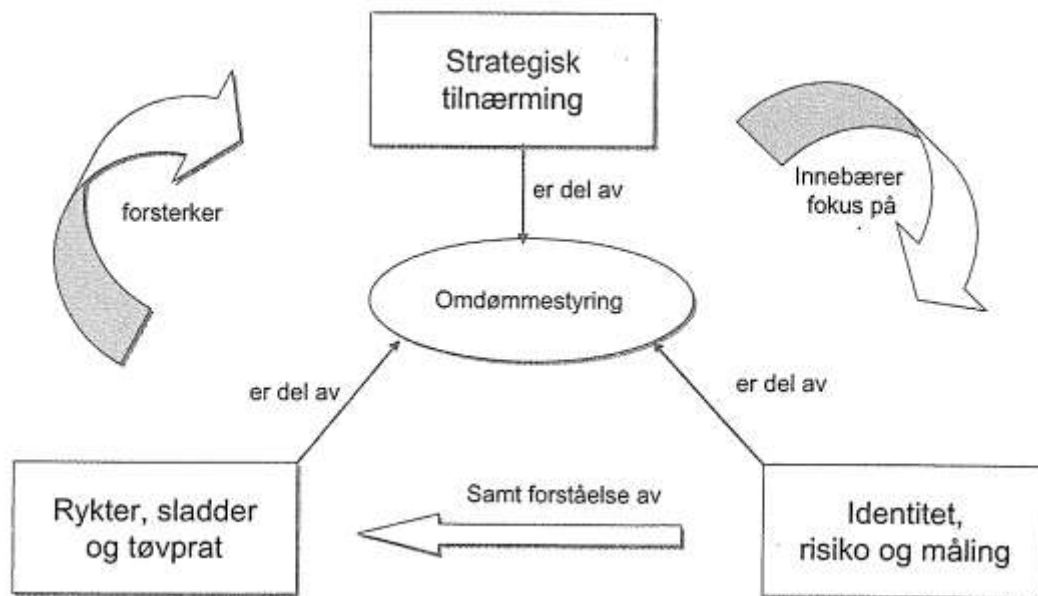 Strategisk
tilnærming
er del av
forsterker
Innebærer
fokus på
Omdømmestyring
er del av
er del av
Rykter, sladder
og tøvprat
Samt forståelse av
Identitet,
risiko og måling